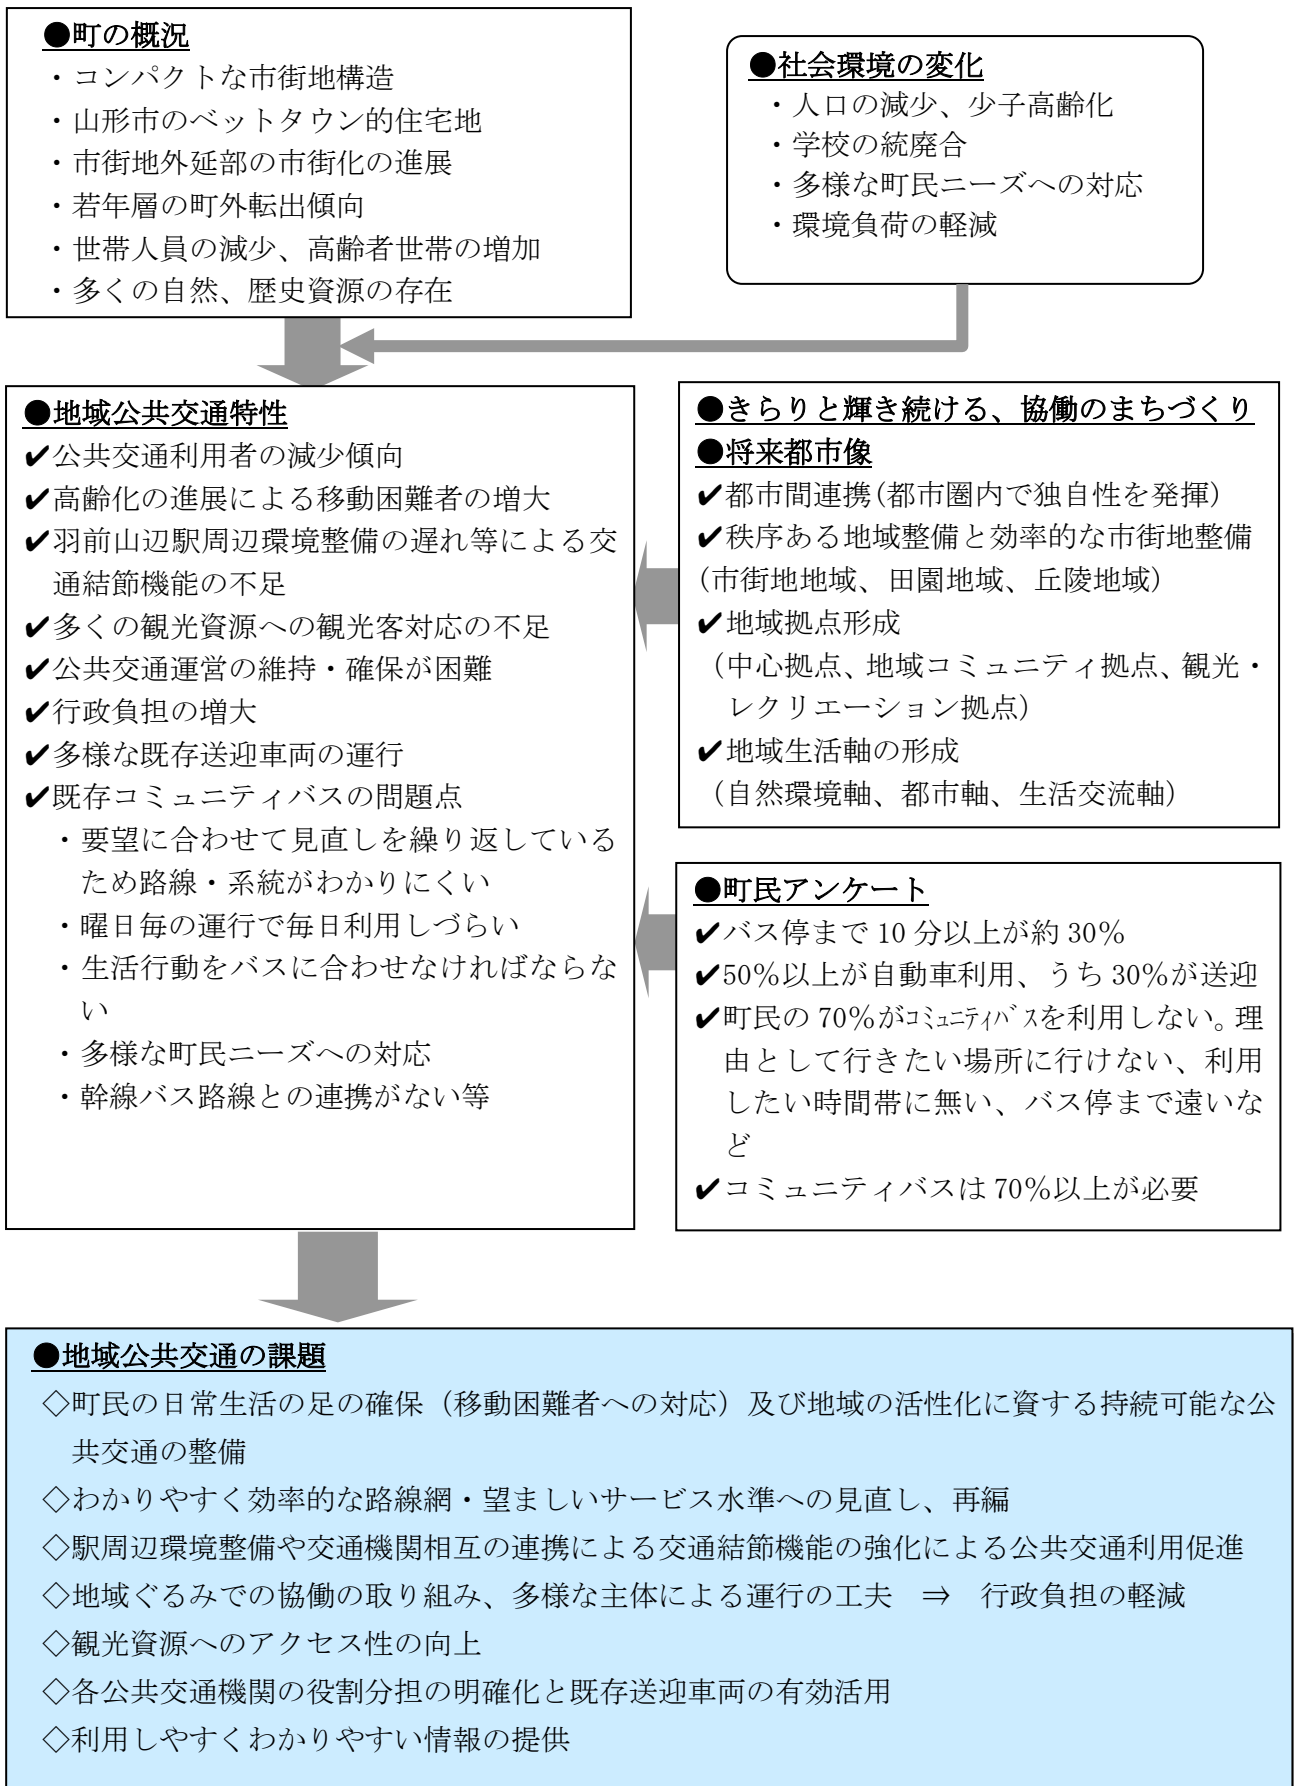 ●町の概況
・コンパクトな市街地構造
・山形市のベットタウン的住宅地
・市街地外延部の市街化の進展
・若年層の町外転出傾向
・世帯人員の減少、高齢者世帯の増加
・多くの自然、歴史資源の存在
●社会環境の変化
・人口の減少、少子高齢化
・学校の統廃合
・多様な町民ニーズへの対応
・環境負荷の軽減
●地域公共交通特性
✔公共交通利用者の減少傾向
✔高齢化の進展による移動困難者の増大
✔羽前山辺駅周辺環境整備の遅れ等による交
通結節機能の不足
✔多くの観光資源への観光客対応の不足
✔公共交通運営の維持・確保が困難
✔行政負担の増大
✔多様な既存送迎車両の運行
✔既存コミュニティバスの問題点
・要望に合わせて見直しを繰り返している
ため路線・系統がわかりにくい
・曜日毎の運行で毎日利用しづらい
・生活行動をバスに合わせなければならな
い
・多様な町民ニーズへの対応
・幹線バス路線との連携がない等
●きらりと輝き続ける、協働のまちづくり
●将来都市像
✔都市間連携(都市圏内で独自性を発揮)
✔秩序ある地域整備と効率的な市街地整備
(市街地地域、田園地域、丘陵地域)
✔地域拠点形成
(中心拠点、地域コミュニティ拠点、観光・
レクリエーション拠点)
✔地域生活軸の形成
(自然環境軸、都市軸、生活交流軸)
●町民アンケート
✔バス停まで 10 分以上が約 30%
✔50%以上が自動車利用、うち 30%が送迎
✔町民の 70%がｺﾐｭﾆﾃｨﾊﾞｽを利用しない。理
由として行きたい場所に行けない、利用
したい時間帯に無い、バス停まで遠いな
ど
✔コミュニティバスは 70%以上が必要
●地域公共交通の課題
◇町民の日常生活の足の確保（移動困難者への対応）及び地域の活性化に資する持続可能な公
共交通の整備
◇わかりやすく効率的な路線網・望ましいサービス水準への見直し、再編
◇駅周辺環境整備や交通機関相互の連携による交通結節機能の強化による公共交通利用促進
◇地域ぐるみでの協働の取り組み、多様な主体による運行の工夫　⇒　行政負担の軽減
◇観光資源へのアクセス性の向上
◇各公共交通機関の役割分担の明確化と既存送迎車両の有効活用
◇利用しやすくわかりやすい情報の提供